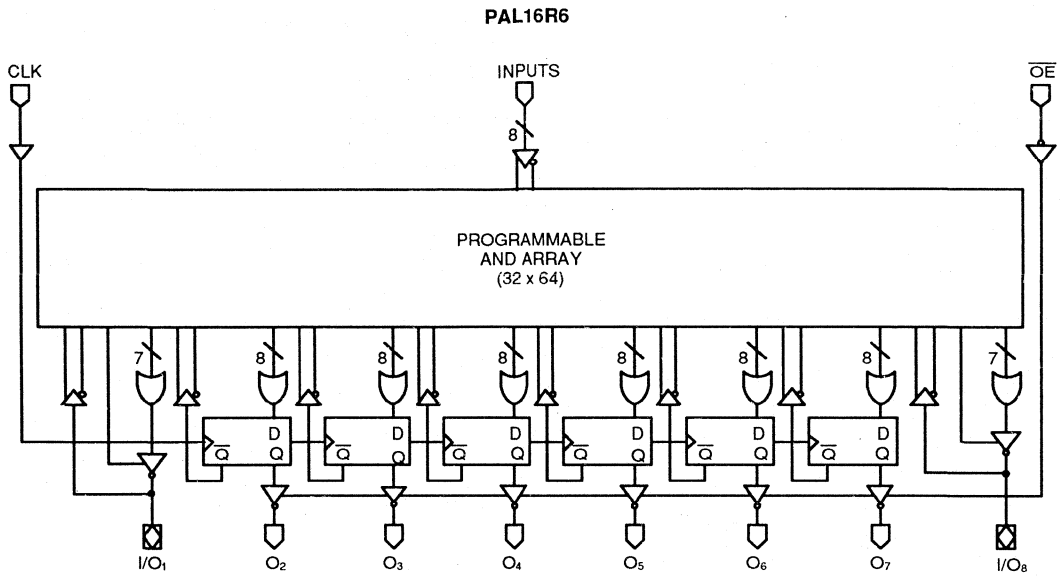 PAL16R6
CLK
INPUTS
OE
8
PROGRAMMABLE
AND ARRAY
(32 x 64)
7 8 8 8 8 8 8 7
Q D Q D Q D Q D Q D Q D
Q Q Q Q Q Q
I/O1 O2 O3 O4 O5 O6 O7 I/O8